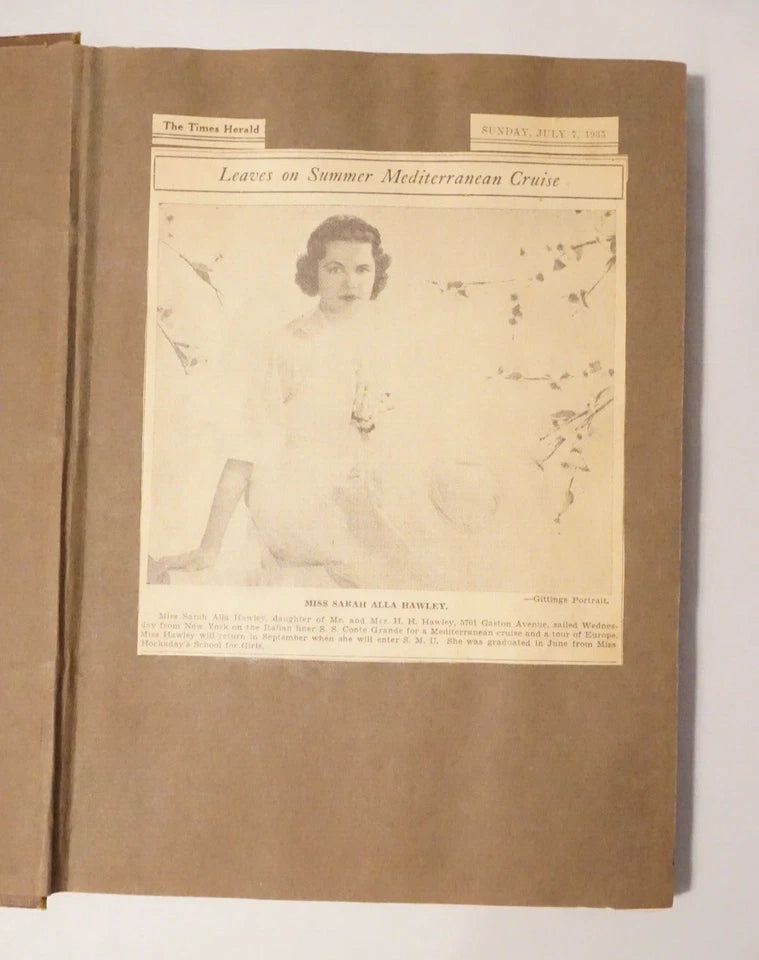 The Times Herald
SUNDAY, JULY 7, 1935
Leaves on Summer Mediterranean Cruise
—Gittings Portrait.
MISS SARAH ALLA HAWLEY.
Miss Sarah Alla Hawley, daughter of Mr. and Mrs. H. H. Hawley, 5701 Gaston Avenue, sailed Wednes-
day from New York on the Italian liner S. S. Conte Grande for a Mediterranean cruise and a tour of Europe.
Miss Hawley will return in September when she will enter S. M. U. She was graduated in June from Miss
Hockaday's School for Girls.